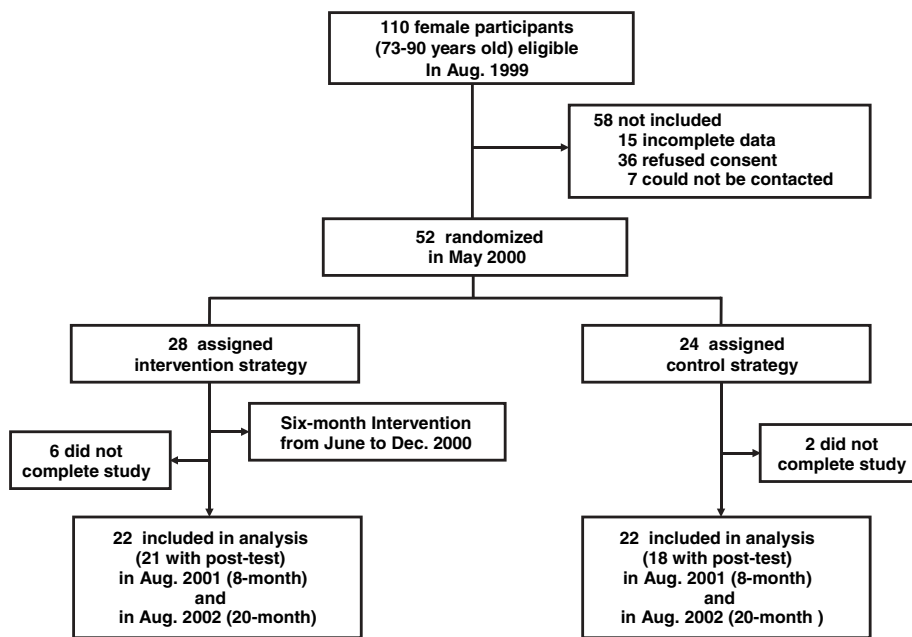 110 female participants
(73-90 years old) eligible
In Aug. 1999
58 not included
15 incomplete data
36 refused consent
7 could not be contacted
52 randomized
in May 2000
28 assigned
intervention strategy
24 assigned
control strategy
Six-month Intervention
from June to Dec. 2000
6 did not
complete study
2 did not
complete study
22 included in analysis
(21 with post-test)
in Aug. 2001 (8-month)
and
in Aug. 2002 (20-month)
22 included in analysis
(18 with post-test)
in Aug. 2001 (8-month)
and
in Aug. 2002 (20-month )